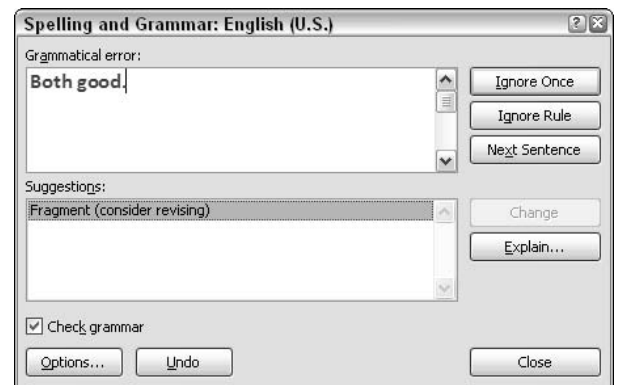 Spelling and Grammar: English (U.S.)
Grammatical error:
Both good.
Ignore Once
Ignore Rule
Next Sentence
Suggestions:
Fragment (consider revising)
Change
Explain...
Check grammar
Options...
Undo
Close